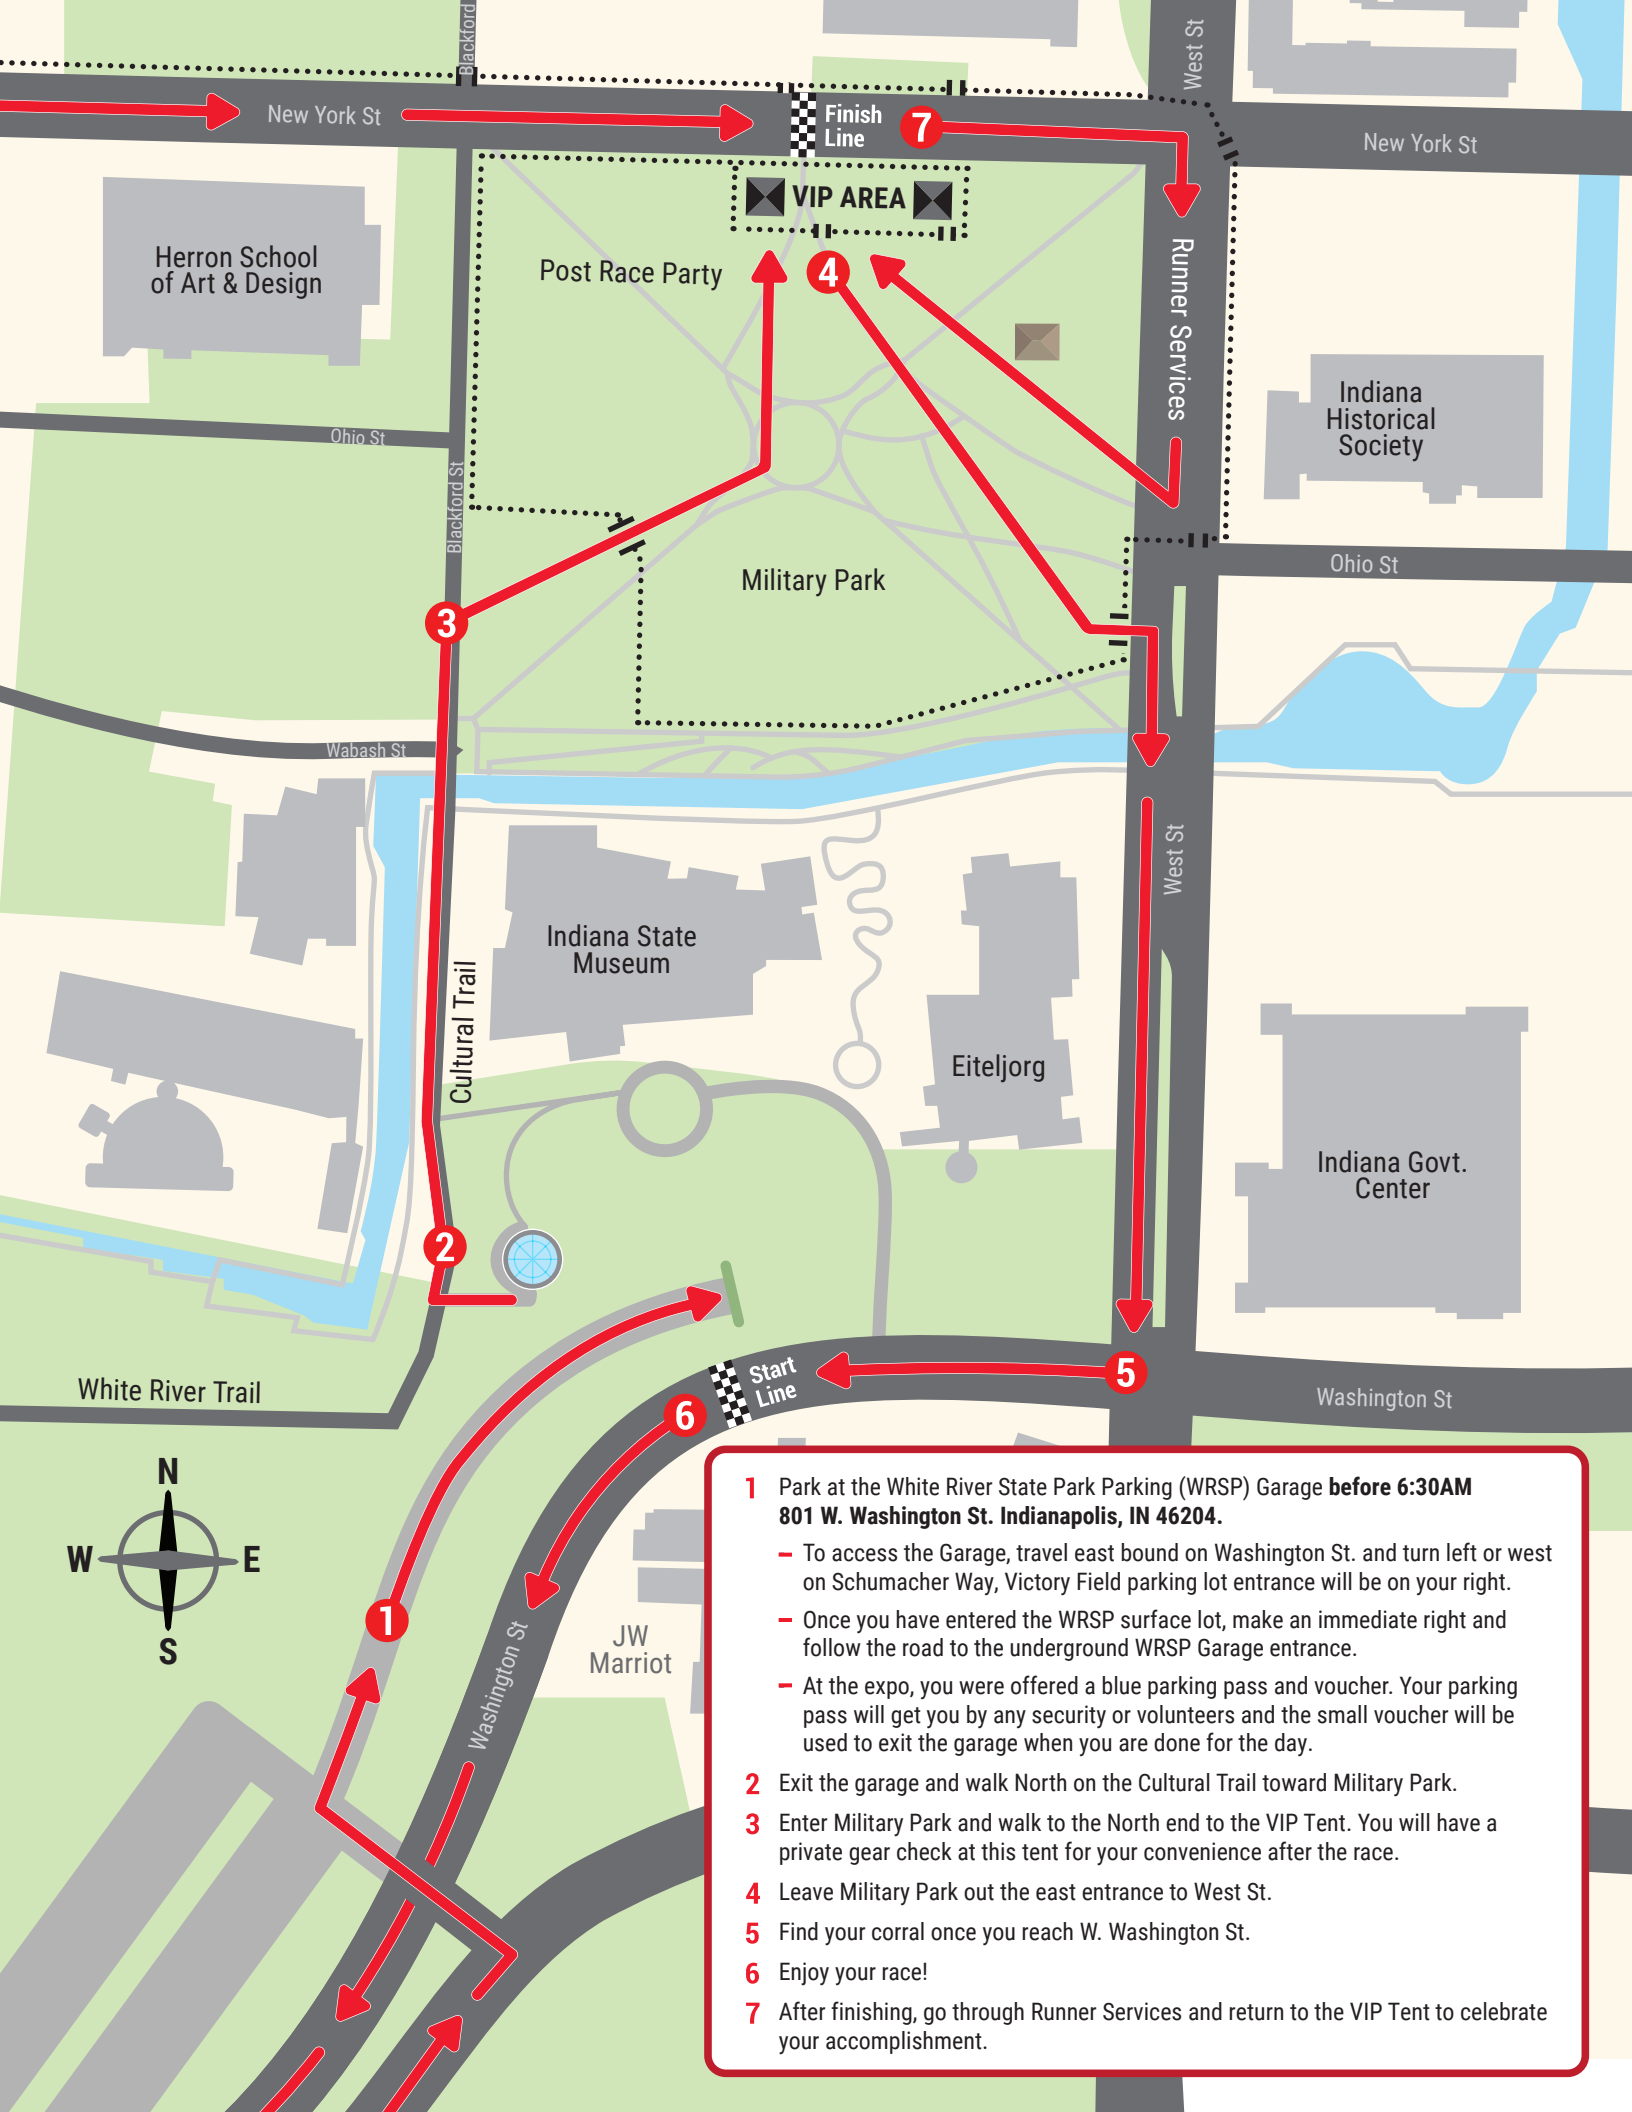 Blackford
West St
New York St
Finish
Line
7
New York St
VIP AREA
Herron School
of Art & Design
Post Race Party
4
Runner Services
Indiana
Historical
Society
Ohio St
Blackford St
Ohio St
Military Park
3
Wabash St
West St
Indiana State
Museum
Cultural Trail
Eiteljorg
Indiana Govt.
Center
2
White River Trail
Start
Line
5
Washington St
6
N
W
E
S
1
JW
Marriot
Washington St
1 Park at the White River State Park Parking (WRSP) Garage before 6:30AM
801 W. Washington St. Indianapolis, IN 46204.
– To access the Garage, travel east bound on Washington St. and turn left or west
on Schumacher Way, Victory Field parking lot entrance will be on your right.
– Once you have entered the WRSP surface lot, make an immediate right and
follow the road to the underground WRSP Garage entrance.
– At the expo, you were offered a blue parking pass and voucher. Your parking
pass will get you by any security or volunteers and the small voucher will be
used to exit the garage when you are done for the day.
2 Exit the garage and walk North on the Cultural Trail toward Military Park.
3 Enter Military Park and walk to the North end to the VIP Tent. You will have a
private gear check at this tent for your convenience after the race.
4 Leave Military Park out the east entrance to West St.
5 Find your corral once you reach W. Washington St.
6 Enjoy your race!
7 After finishing, go through Runner Services and return to the VIP Tent to celebrate
your accomplishment.